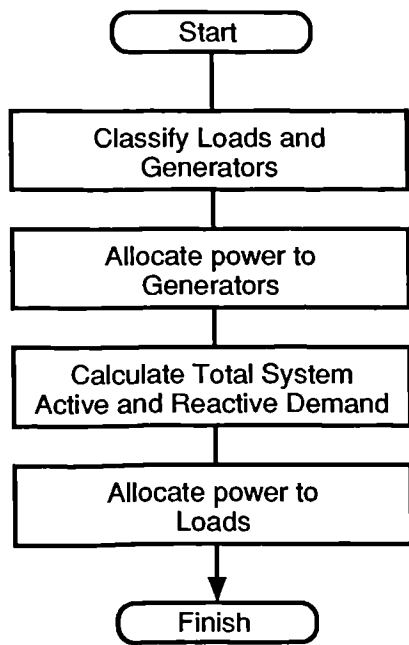 Start
Classify Loads and
Generators
Allocate power to
Generators
Calculate Total System
Active and Reactive Demand
Allocate power to
Loads
Finish